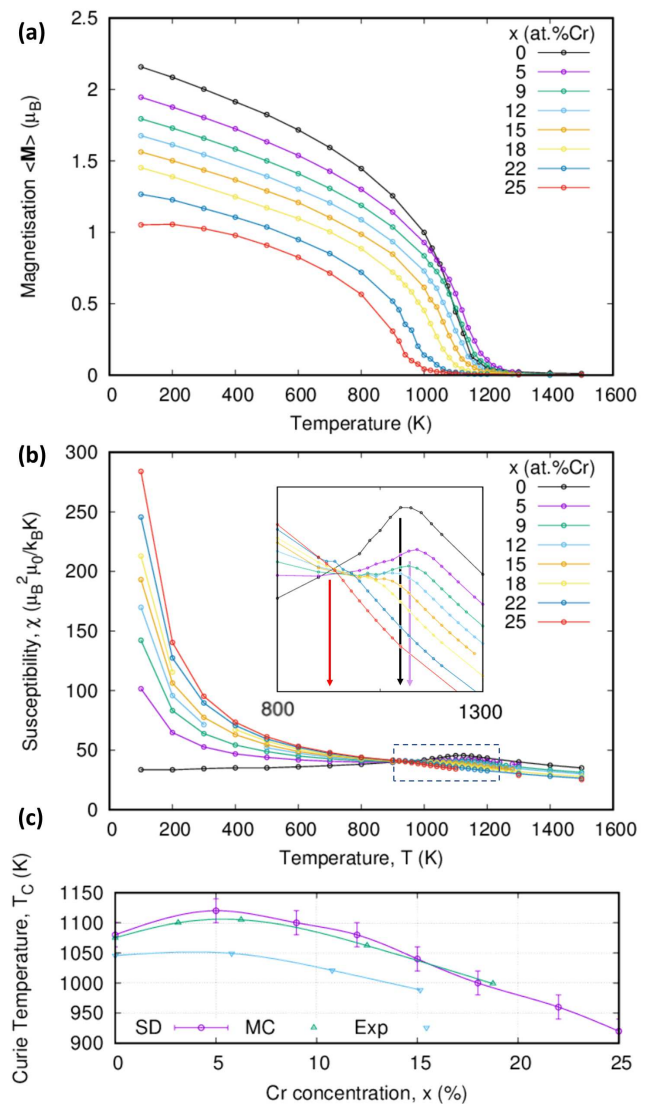 (a)
2.5
2
1.5
1
0.5
0
Magnetisation <M> (μB)
x (at.%Cr)
0
5
9
12
15
18
22
25
0 200 400 600 800 1000 1200 1400 1600
Temperature (K)
(b)
300
250
200
150
100
50
0
Susceptibility, χ (μB²μ0/kBK)
x (at.%Cr)
0
5
9
12
15
18
22
25
800 1300
0 200 400 600 800 1000 1200 1400 1600
Temperature, T (K)
(c)
1150
1100
1050
1000
950
900
Curie Temperature, TC (K)
SD MC Exp
0 5 10 15 20 25
Cr concentration, x (%)